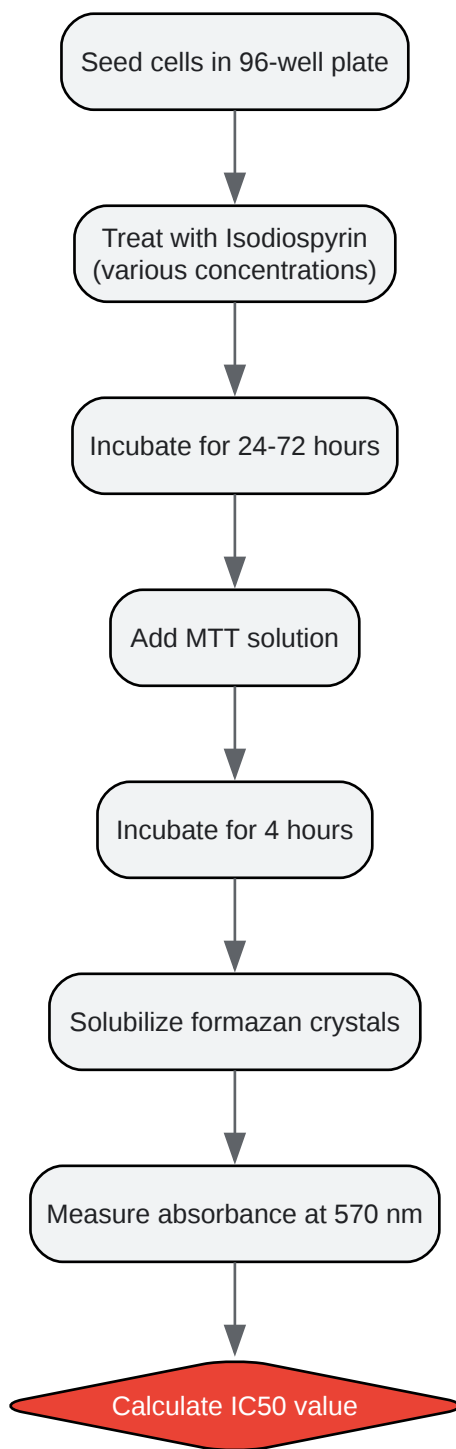 Seed cells in 96-well plate
Treat with Isodiospyrin
(various concentrations)
Incubate for 24-72 hours
Add MTT solution
Incubate for 4 hours
Solubilize formazan crystals
Measure absorbance at 570 nm
Calculate IC50 value